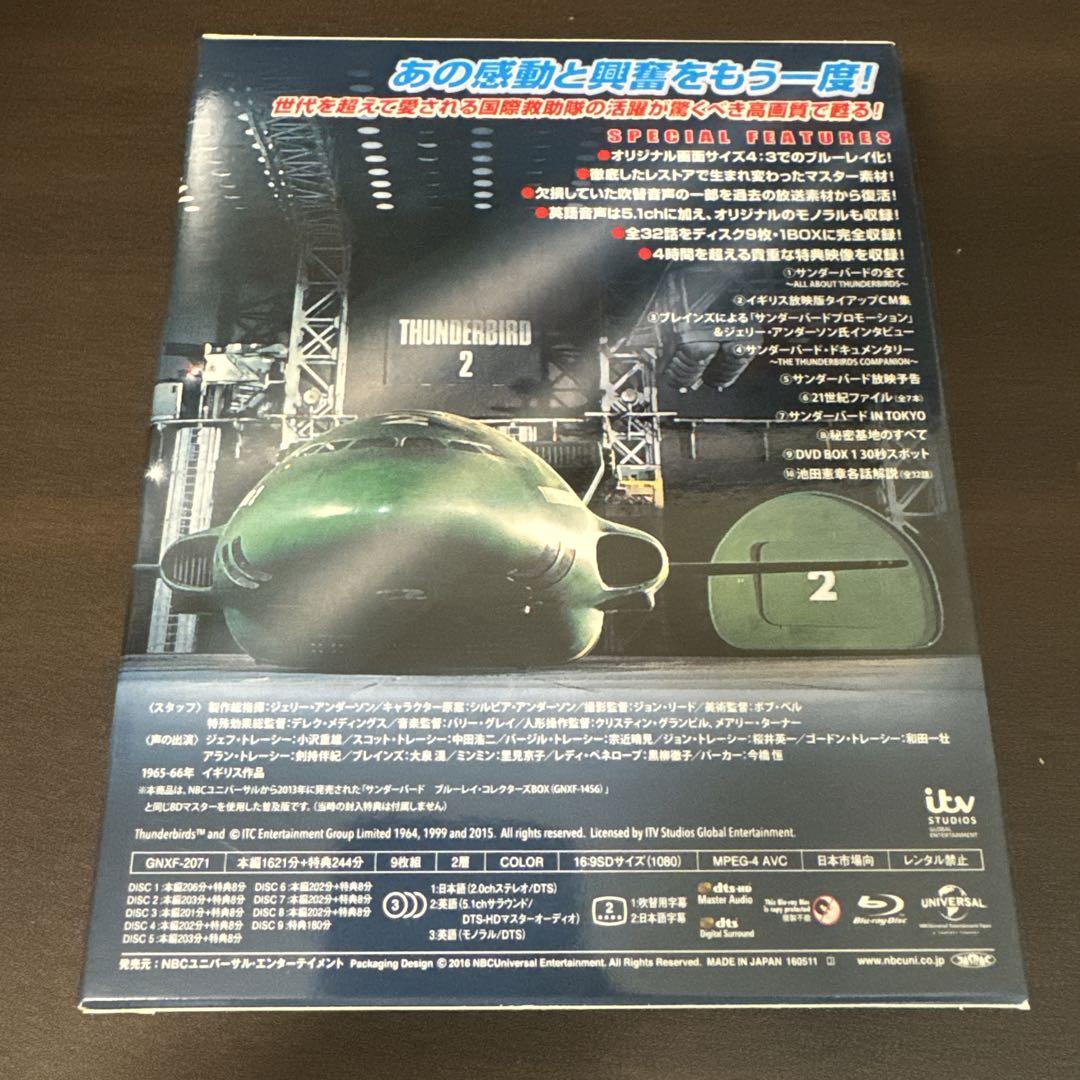 あの感動と興奮をもう一度!
世代を超えて愛される国際救助隊の活躍が驚くべき高画質で甦る!
SPECIAL FEATURES
●オリジナル画面サイズ4:3でのブルーレイ化!
●徹底したレストアで生まれ変わったマスター素材!
●欠損していた吹替音声の一部を過去の放送素材から復活!
●英語音声は5.1chに加え、オリジナルのモノラルも収録!
●全32話をディスク9枚・1BOXに完全収録!
●4時間を超える貴重な特典映像を収録!
①サンダーバードの全て
〜ALL ABOUT THUNDERBIRDS〜
②イギリス放映版タイアップCM集
③ブレインズによる「サンダーバードプロモーション」
&ジェリー・アンダーソン氏インタビュー
④サンダーバード・ドキュメンタリー
〜THE THUNDERBIRDS COMPANION〜
⑤サンダーバード放映予告
⑥21世紀ファイル(全7本)
⑦サンダーバード IN TOKYO
⑧秘密基地のすべて
⑨DVD BOX 1 30秒スポット
⑩池田憲章各話解説(全32話)
THUNDERBIRD
2
2
〈スタッフ〉 製作総指揮:ジェリー・アンダーソン/キャラクター原案:シルビア・アンダーソン/撮影監督:ジョン・リード/美術監督:ボブ・ベル
特殊効果総監督:デレク・メディングス/音楽監督:バリー・グレイ/人形操作監督:クリスティン・グランビル、メアリー・ターナー
〈声の出演〉 ジェフ・トレーシー:小沢重雄/スコット・トレーシー:中田浩二/バージル・トレーシー:宗近晴見/ジョン・トレーシー:桜井英一/ゴードン・トレーシー:和田一壮
アラン・トレーシー:剣持伴紀/ブレインズ:大泉 滉/ミンミン:里見京子/レディ・ペネロープ:黒柳徹子/パーカー:今橋 恒
1965-66年 イギリス作品
※本商品は、NBCユニバーサルから2013年に発売された「サンダーバード ブルーレイ・コレクターズBOX(GNXF-1456)」
と同じBDマスターを使用した普及版です。(当時の封入特典は付属しません)
itv
STUDIOS
GLOBAL
ENTERTAINMENT
Thunderbirds™ and © ITC Entertainment Group Limited 1964, 1999 and 2015. All rights reserved. Licensed by ITV Studios Global Entertainment.
GNXF-2071 本編1621分+特典244分 9枚組 2層 COLOR 16:9SDサイズ(1080) MPEG-4 AVC 日本市場向 レンタル禁止
DISC 1:本編206分+特典8分 DISC 6:本編202分+特典8分
DISC 2:本編203分+特典8分 DISC 7:本編202分+特典8分
DISC 3:本編201分+特典8分 DISC 8:本編202分+特典8分
DISC 4:本編202分+特典8分 DISC 9:特典180分
DISC 5:本編203分+特典8分
3
1:日本語(2.0chステレオ/DTS)
2:英語(5.1chサラウンド/
DTS-HDマスターオーディオ)
3:英語(モノラル/DTS)
2
1:吹替用字幕
2:日本語字幕
dts-HD
Master Audio
dts
Digital Surround
This Blu-ray Disc
is copy protected
複製不能
Blu-ray Disc
UNIVERSAL
発売元:NBCユニバーサル・エンターテイメント Packaging Design © 2016 NBCUniversal Entertainment. All Rights Reserved. MADE IN JAPAN 160511
www.nbcuni.co.jp